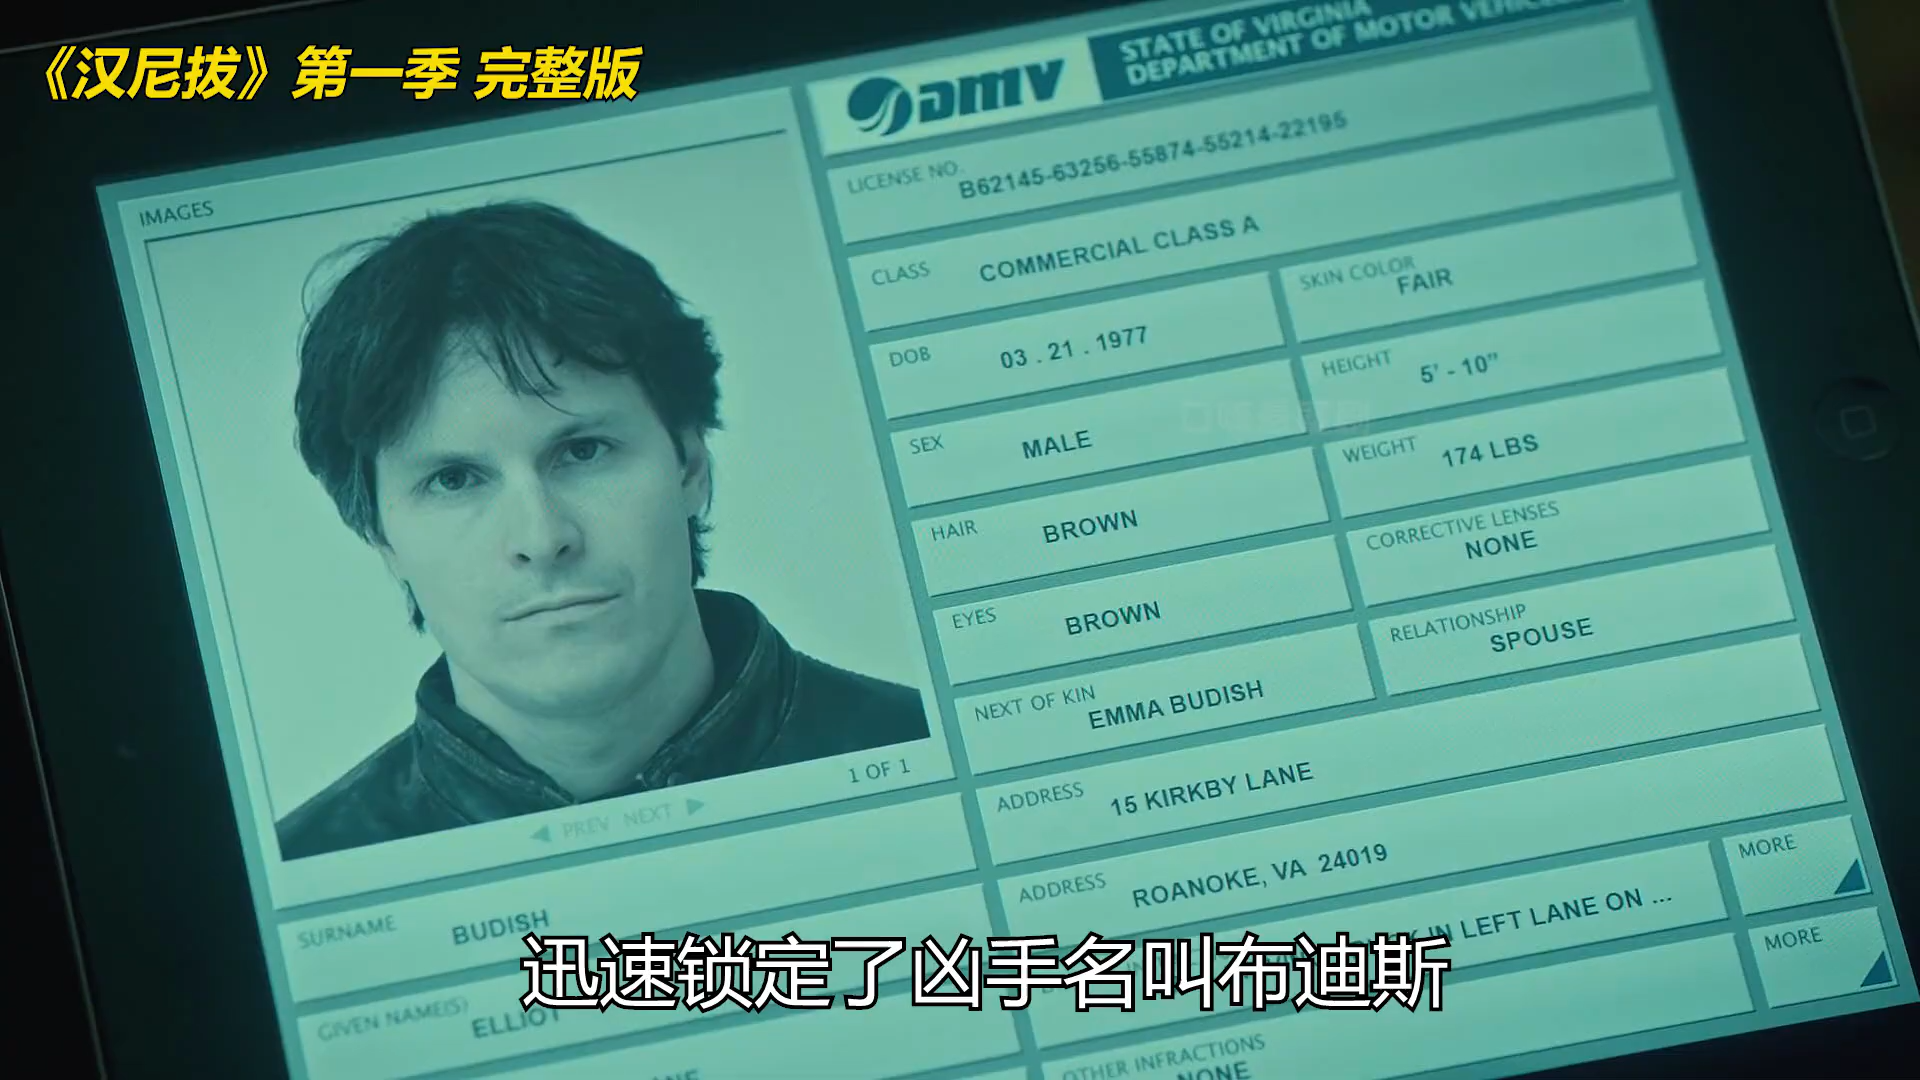 《汉尼拔》第一季 完整版
STATE OF VIRGINIA
DEPARTMENT OF MOTOR
DMV
IMAGES
LICENSE NO.
B62145-63256-55874-55214-22195
CLASS
COMMERCIAL CLASS A
DOB
03 . 21 . 1977
SKIN COLOR
FAIR
SEX
MALE
HEIGHT
5' - 10"
HAIR
BROWN
WEIGHT
174 LBS
EYES
BROWN
CORRECTIVE LENSES
NONE
NEXT OF KIN
EMMA BUDISH
RELATIONSHIP
SPOUSE
1 OF 1
PREV NEXT
ADDRESS
15 KIRKBY LANE
ADDRESS
ROANOKE, VA 24019
MORE
IN LEFT LANE ON ...
MORE
SURNAME
BUDISH
GIVEN NAME(S)
ELLIOT
OTHER INFRACTIONS
NONE
迅速锁定了凶手名叫布迪斯